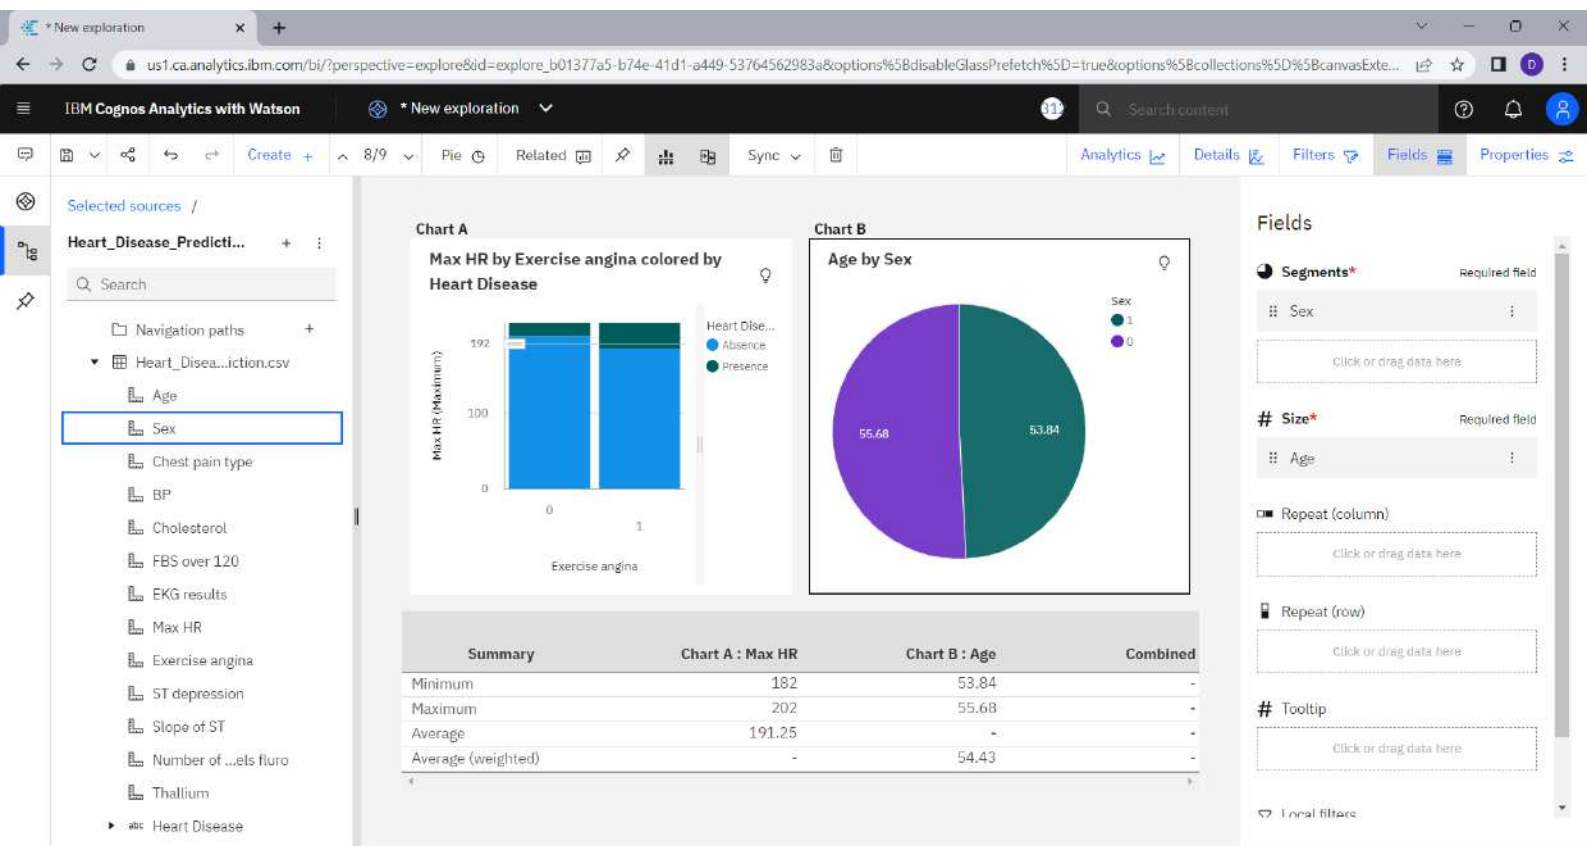 * New exploration
us1.ca.analytics.ibm.com/bi/?perspective=explore&id=explore_b01377a5-b74e-41d1-a449-53764562983a&options%5BdisableGlassPrefetch%5D=true&options%5Bcollections%5D%5BcanvasExte...
D
IBM Cognos Analytics with Watson
* New exploration
Search content
Create +
8/9
Pie
Related
Sync
Analytics
Details
Filters
Fields
Properties
Selected sources /
Heart_Disease_Predicti...
Search
Navigation paths
Heart_Disea...iction.csv
Age
Sex
Chest pain type
BP
Cholesterol
FBS over 120
EKG results
Max HR
Exercise angina
ST depression
Slope of ST
Number of ...els fluro
Thallium
abc Heart Disease
Chart A
Max HR by Exercise angina colored by
Heart Disease
Max HR (Maximum)
192
100
0
0
1
Exercise angina
Heart Dise...
Absence
Presence
Chart B
Age by Sex
55.68
53.84
Sex
1
0
Summary Chart A : Max HR Chart B : Age Combined
Minimum 182 53.84 -
Maximum 202 55.68 -
Average 191.25 - -
Average (weighted) - 54.43 -
Fields
Segments* Required field
Sex
Click or drag data here
# Size* Required field
Age
Repeat (column)
Click or drag data here
Repeat (row)
Click or drag data here
# Tooltip
Click or drag data here
Local filters